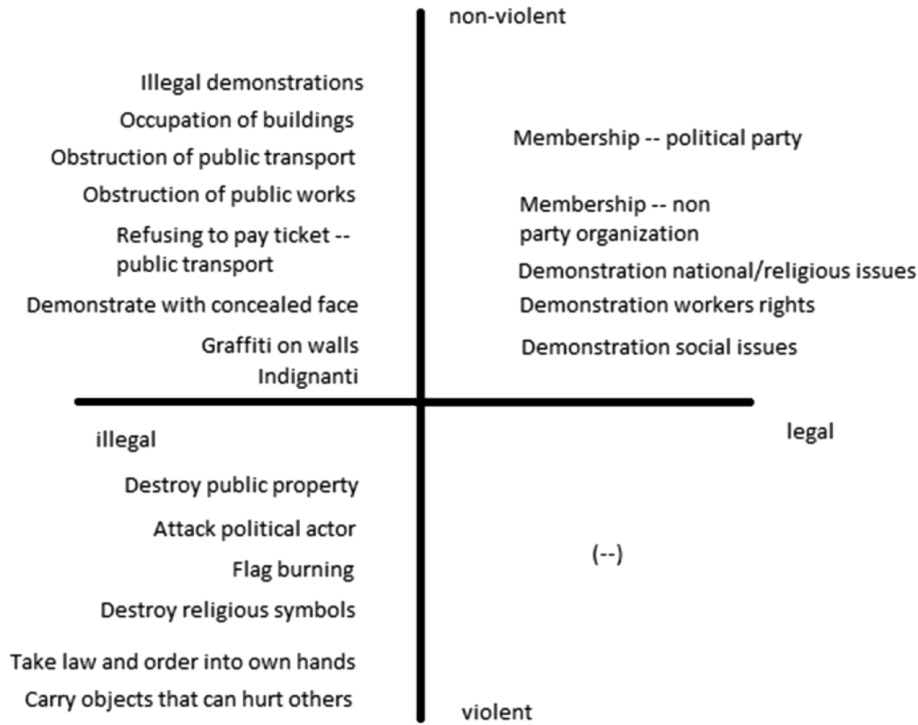 non-violent
Illegal demonstrations
Occupation of buildings
Obstruction of public transport
Obstruction of public works
Refusing to pay ticket --
public transport
Demonstrate with concealed face
Graffiti on walls
Indignanti
Membership -- political party
Membership -- non
party organization
Demonstration national/religious issues
Demonstration workers rights
Demonstration social issues
illegal
legal
Destroy public property
Attack political actor
Flag burning
Destroy religious symbols
Take law and order into own hands
Carry objects that can hurt others
(--)
violent